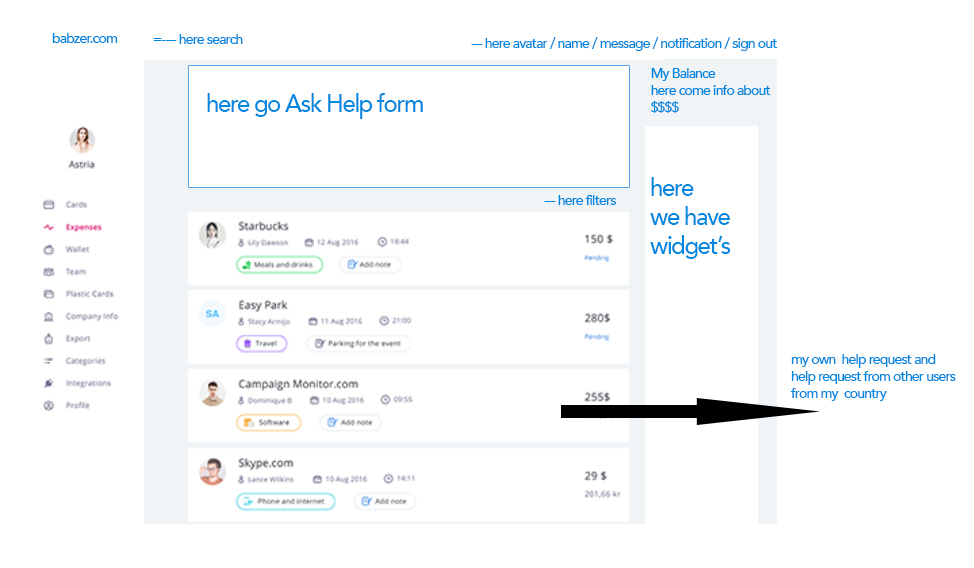 babzer.com
=-— here search
— here avatar / name / message / notification / sign out
My Balance
here come info about
$$$$
here go Ask Help form
Astria
Cards
Expenses
Wallet
Team
Plastic Cards
Company Info
Export
Categories
Integrations
Profile
— here filters
Starbucks
Lily Dawson 12 Aug 2016 18:44
Meals and drinks Add note
150 $
Pending
SA
Easy Park
Stacy Armijo 11 Aug 2016 21:00
Travel Parking for the event
280$
Pending
Campaign Monitor.com
Dominique B 10 Aug 2016 09:55
Software Add note
255$
Skype.com
Lance Wilkins 10 Aug 2016 14:11
Phone and internet Add note
29 $
201,66 kr
here
we have
widget's
my own help request and
help request from other users
from my country